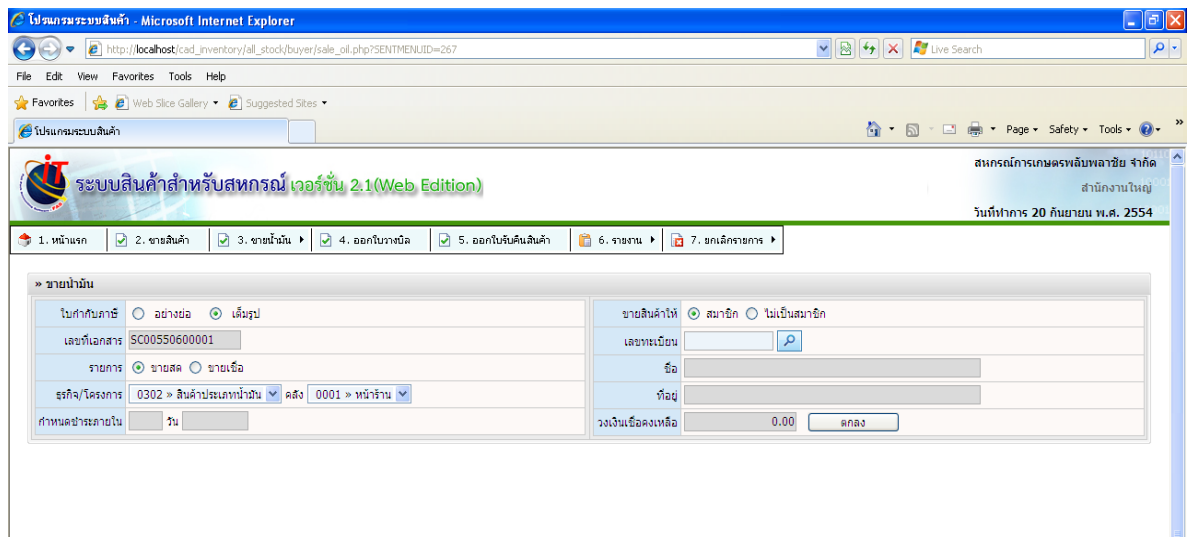 โปรแกรมระบบสินค้า - Microsoft Internet Explorer
http://localhost/cad_inventory/all_stock/buyer/sale_oil.php?SENTMENUID=267
Live Search
File Edit View Favorites Tools Help
Favorites Web Slice Gallery Suggested Sites
โปรแกรมระบบสินค้า
Page Safety Tools »
สหกรณ์การเกษตรพลับพลาชัย จำกัด
iT ระบบสินค้าสำหรับสหกรณ์ เวอร์ชั่น 2.1(Web Edition)
สำนักงานใหญ่
วันที่ทำการ 20 กันยายน พ.ศ. 2554
1. หน้าแรก 2. ขายสินค้า 3. ขายน้ำมัน 4. ออกใบวางบิล 5. ออกใบรับคืนสินค้า 6. รายงาน 7. ยกเลิกรายการ
» ขายน้ำมัน
ใบกำกับภาษี อย่างย่อ เต็มรูป ขายสินค้าให้ สมาชิก ไม่เป็นสมาชิก
เลขที่เอกสาร SC00550600001 เลขทะเบียน
รายการ ขายสด ขายเชื่อ ชื่อ
ธุรกิจ/โครงการ 0302 » สินค้าประเภทน้ำมัน คลัง 0001 » หน้าร้าน ที่อยู่
กำหนดชำระภายใน วัน วงเงินเชื่อคงเหลือ 0.00 ตกลง